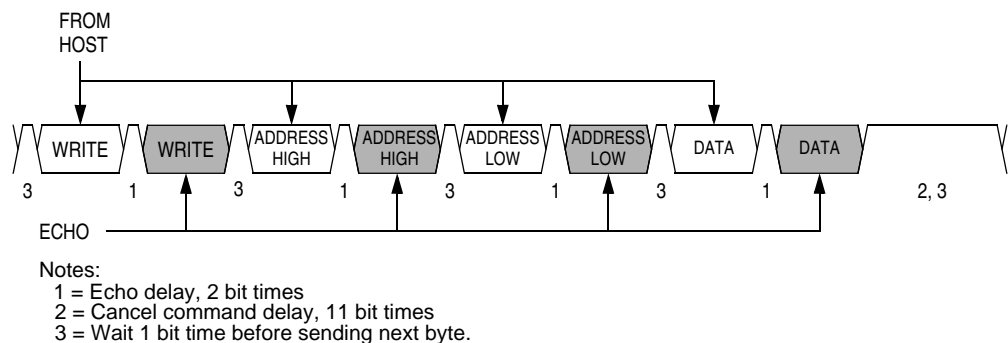 FROM
HOST
WRITE WRITE ADDRESS HIGH ADDRESS HIGH ADDRESS LOW ADDRESS LOW DATA DATA
3 1 3 1 3 1 3 1 2, 3
ECHO
Notes:
1 = Echo delay, 2 bit times
2 = Cancel command delay, 11 bit times
3 = Wait 1 bit time before sending next byte.